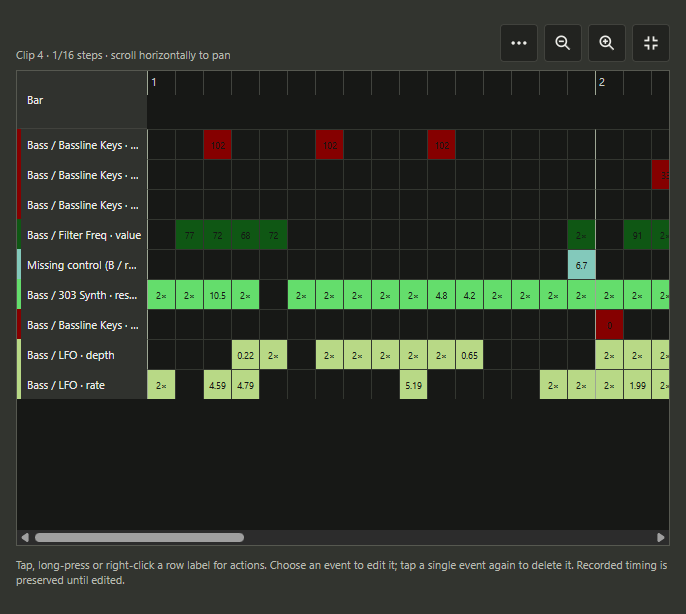 Clip 4 · 1/16 steps · scroll horizontally to pan
1 2
Bar
Bass / Bassline Keys · ... 102 102 102
Bass / Bassline Keys · ...
Bass / Bassline Keys · ...
Bass / Filter Freq · value 77 72 68 72 2× 91 2×
Missing control (B / r... 6.7
Bass / 303 Synth · res... 2× 2× 10.5 2× 2× 2× 2× 2× 2× 4.8 4.2 2× 2× 2× 2× 2× 2× 2×
Bass / Bassline Keys · ... 0
Bass / LFO · depth 0.22 2× 2× 2× 2× 2× 2× 0.65 2× 2× 2×
Bass / LFO · rate 2× 4.59 4.79 5.19 2× 2× 2× 1.99 2×
Tap, long-press or right-click a row label for actions. Choose an event to edit it; tap a single event again to delete it. Recorded timing is
preserved until edited.